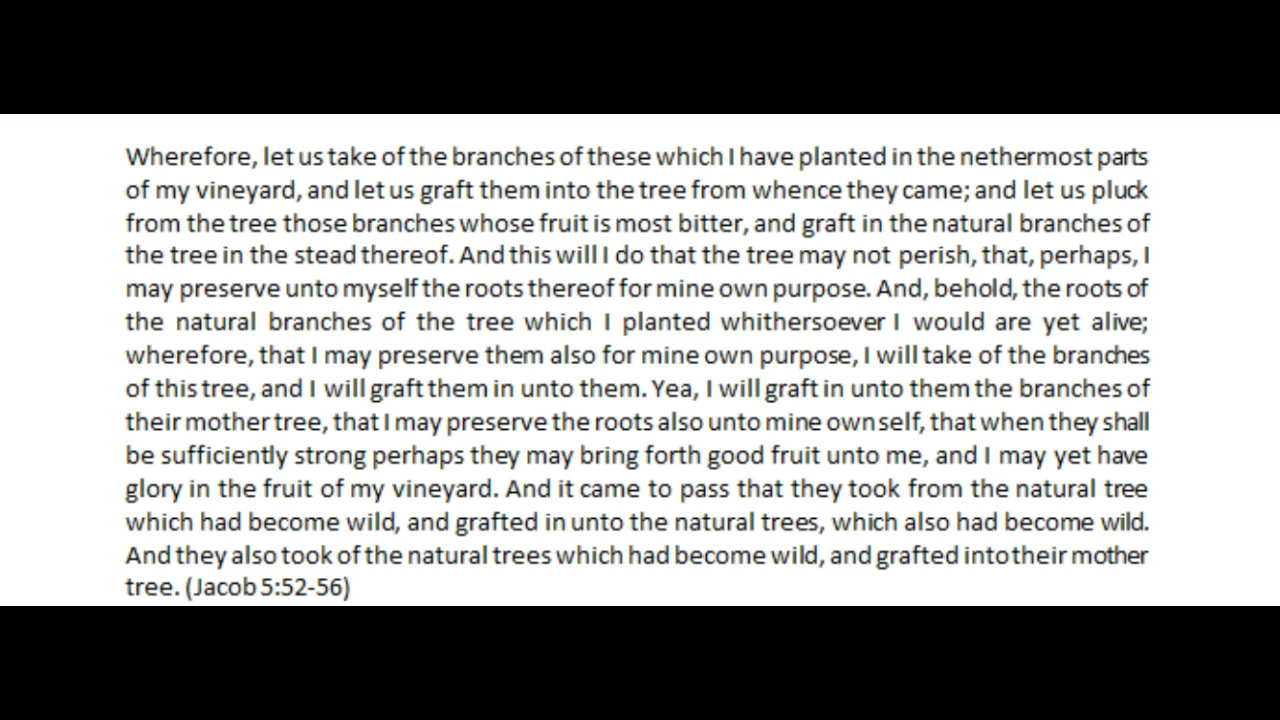 Wherefore, let us take of the branches of these which I have planted in the nethermost parts
of my vineyard, and let us graft them into the tree from whence they came; and let us pluck
from the tree those branches whose fruit is most bitter, and graft in the natural branches of
the tree in the stead thereof. And this will I do that the tree may not perish, that, perhaps, I
may preserve unto myself the roots thereof for mine own purpose. And, behold, the roots of
the natural branches of the tree which I planted whithersoever I would are yet alive;
wherefore, that I may preserve them also for mine own purpose, I will take of the branches
of this tree, and I will graft them in unto them. Yea, I will graft in unto them the branches of
their mother tree, that I may preserve the roots also unto mine own self, that when they shall
be sufficiently strong perhaps they may bring forth good fruit unto me, and I may yet have
glory in the fruit of my vineyard. And it came to pass that they took from the natural tree
which had become wild, and grafted in unto the natural trees, which also had become wild.
And they also took of the natural trees which had become wild, and grafted into their mother
tree. (Jacob 5:52-56)